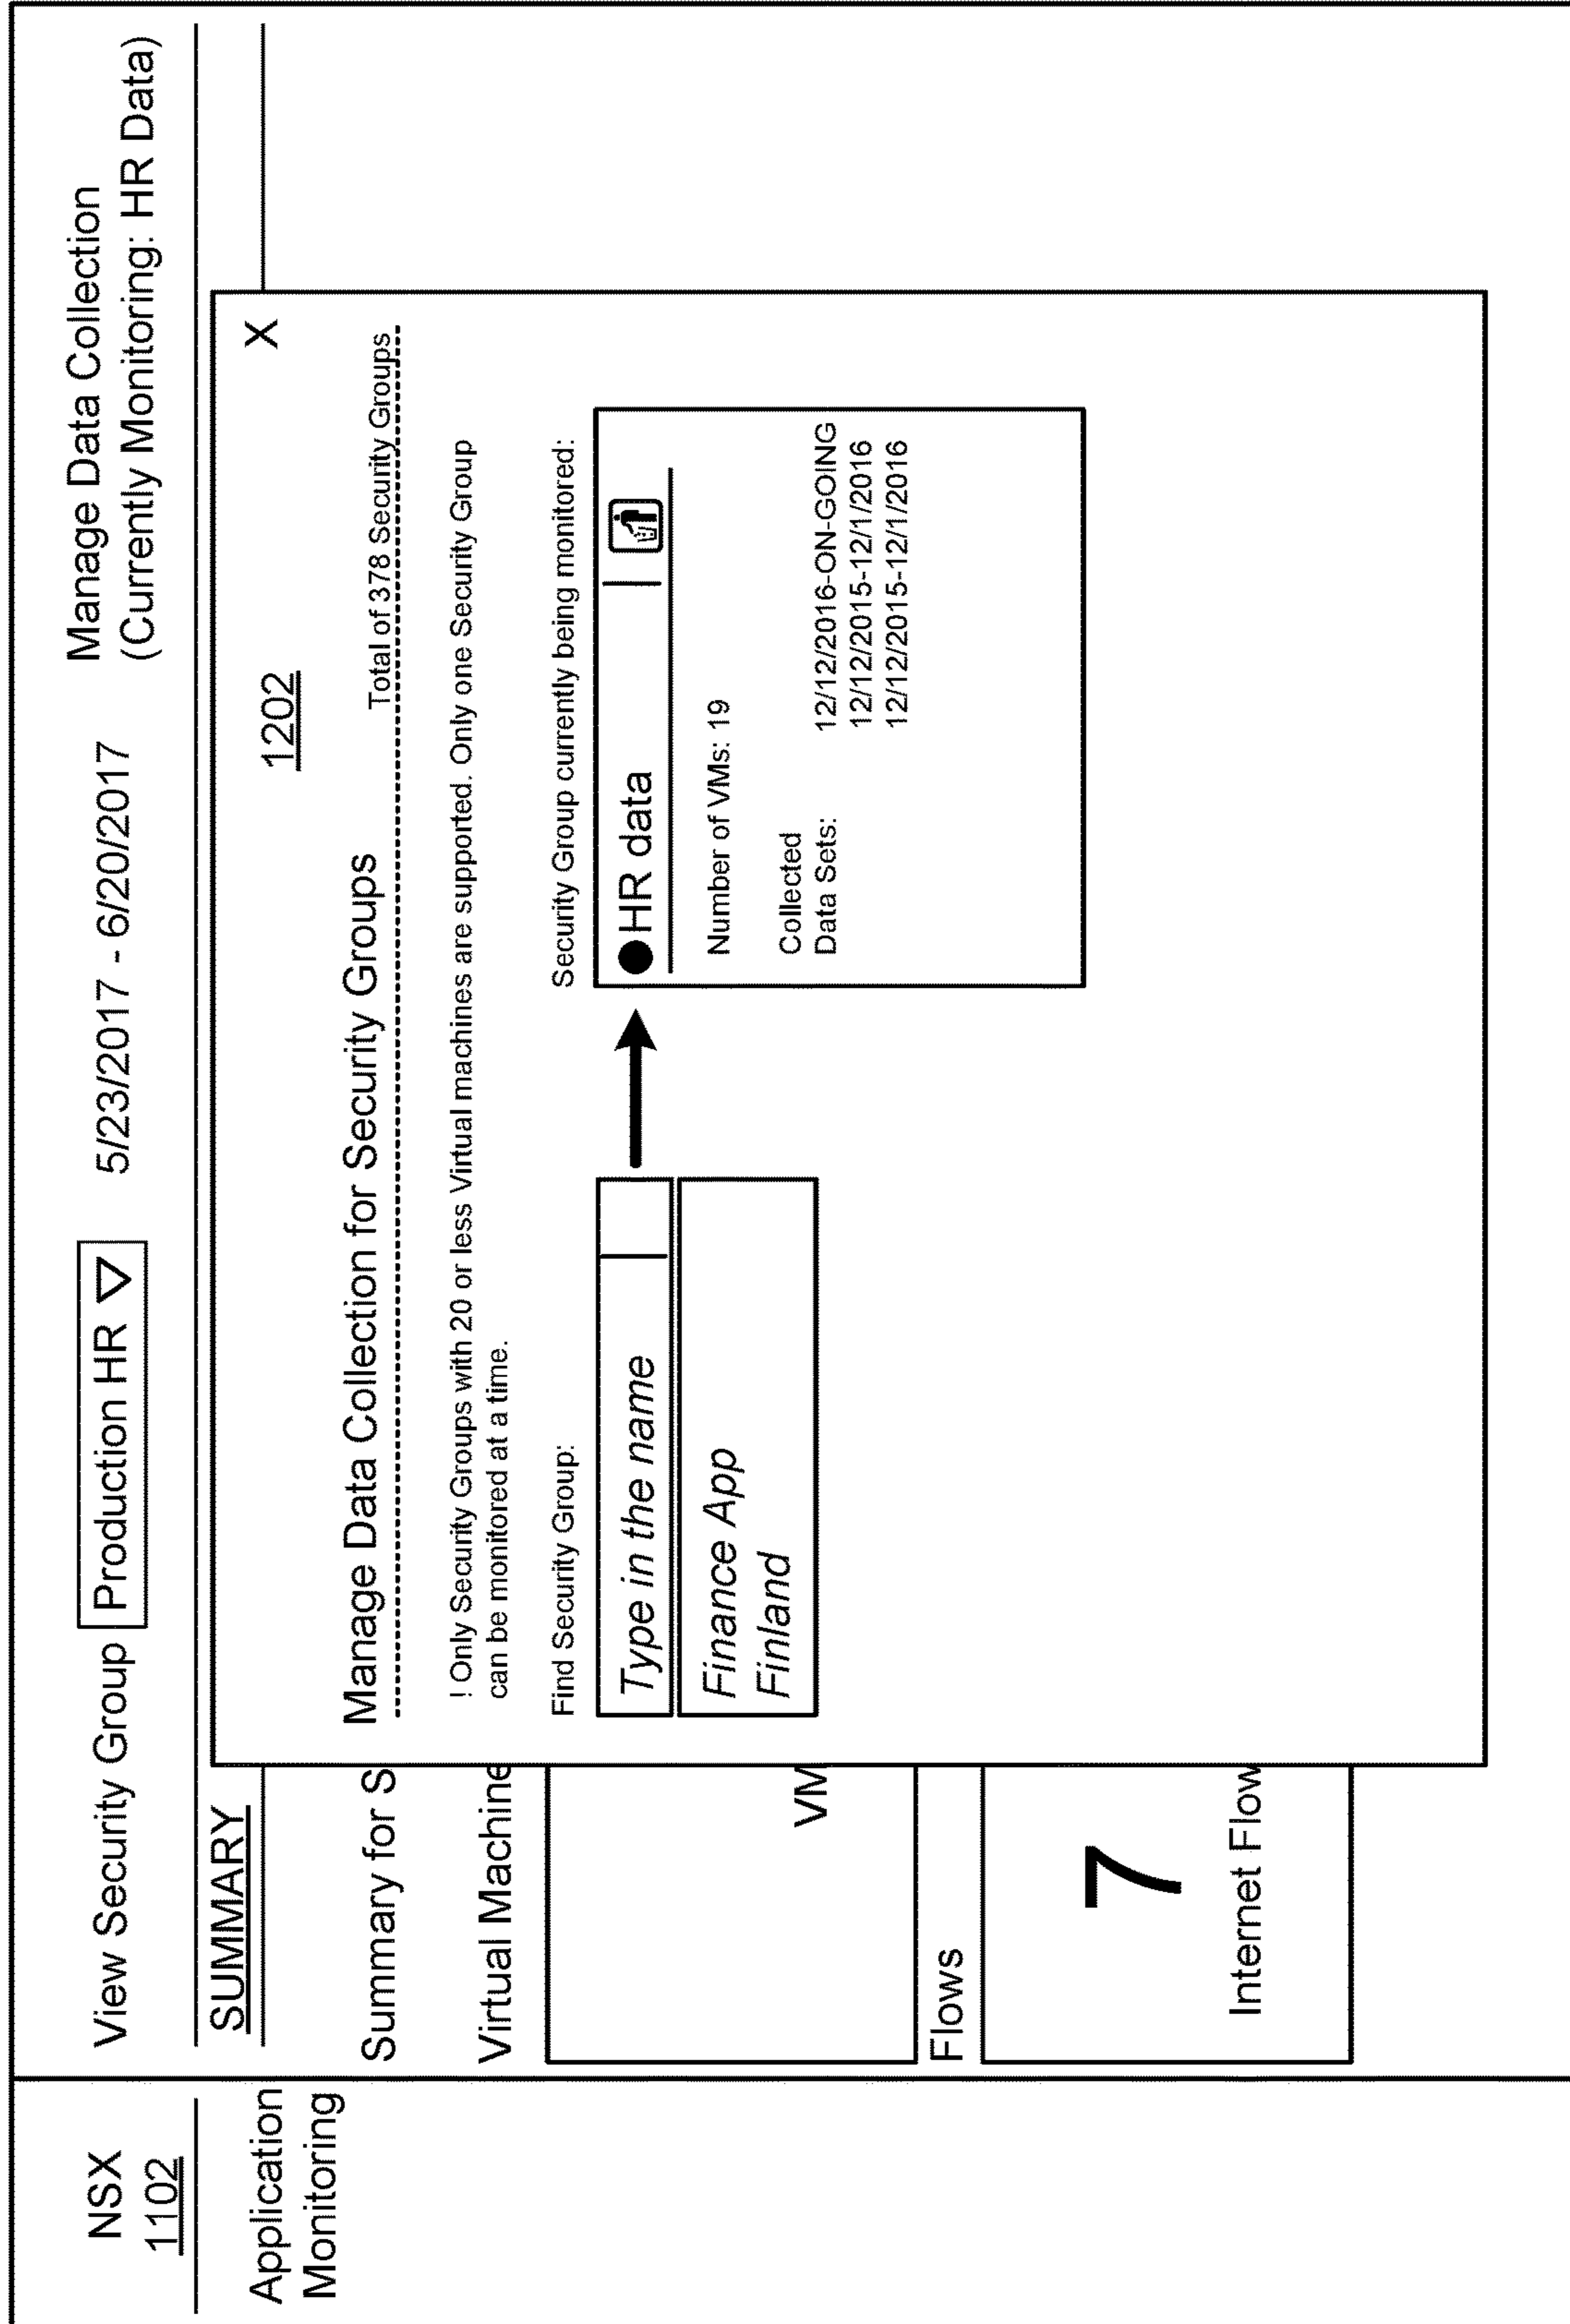 NSX
1102
Application
Monitoring
View Security Group Production HR 5/23/2017 - 6/20/2017
Manage Data Collection
(Currently Monitoring: HR Data)
SUMMARY
Summary for S
Virtual Machine
VM
Flows
7
Internet Flow
1202
X
Manage Data Collection for Security Groups
Total of 378 Security Groups
! Only Security Groups with 20 or less Virtual machines are supported. Only one Security Group
can be monitored at a time.
Find Security Group:
Type in the name
Finance App
Finland
Security Group currently being monitored:
HR data
Number of VMs: 19
Collected
Data Sets: 12/12/2016-ON-GOING
12/12/2015-12/1/2016
12/12/2015-12/1/2016